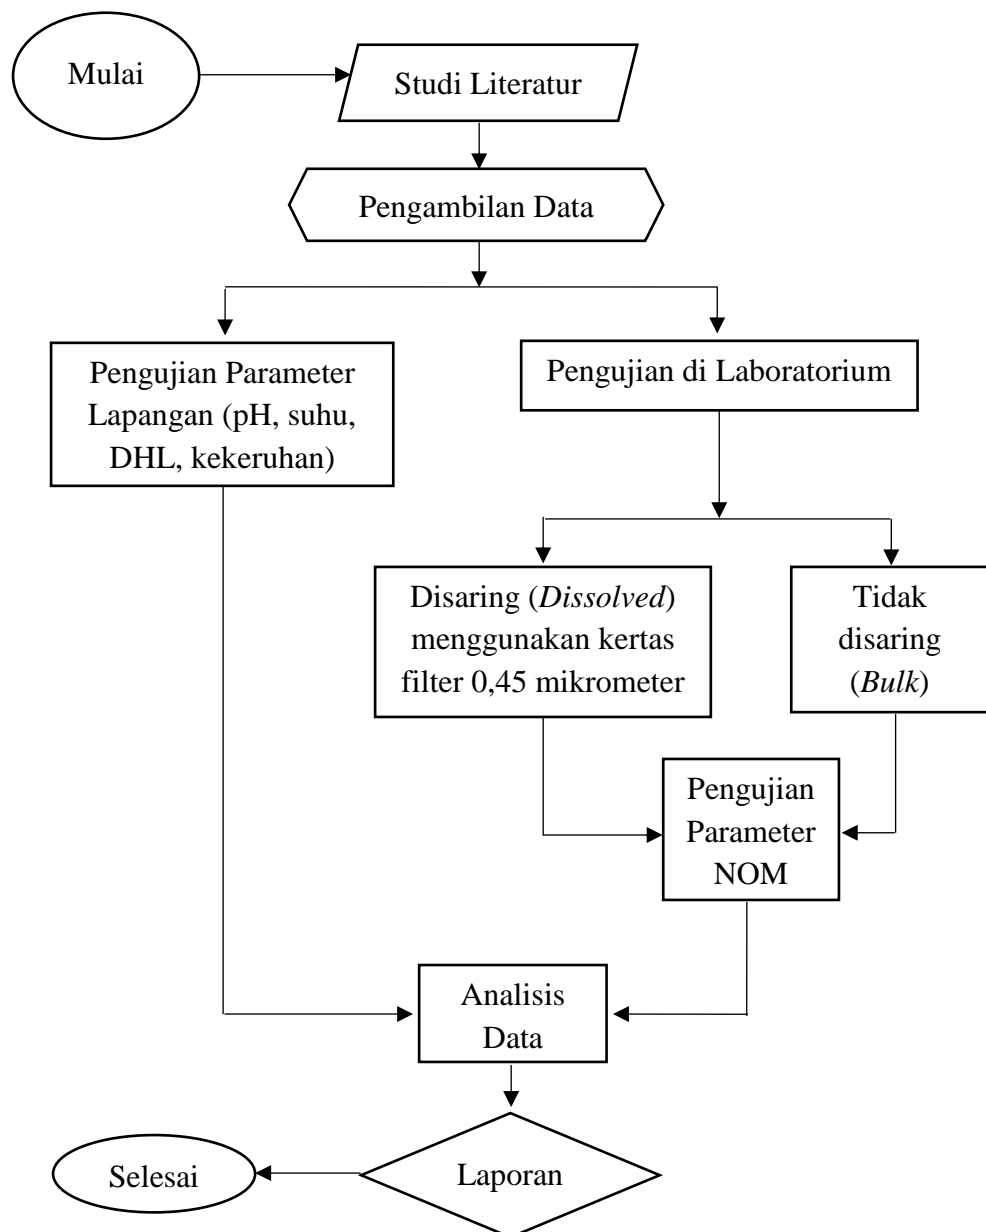 Mulai
Studi Literatur
Pengambilan Data
Pengujian Parameter
Lapangan (pH, suhu,
DHL, kekeruhan)
Pengujian di Laboratorium
Disaring (Dissolved)
menggunakan kertas
filter 0,45 mikrometer
Tidak
disaring
(Bulk)
Pengujian
Parameter
NOM
Analisis
Data
Laporan
Selesai